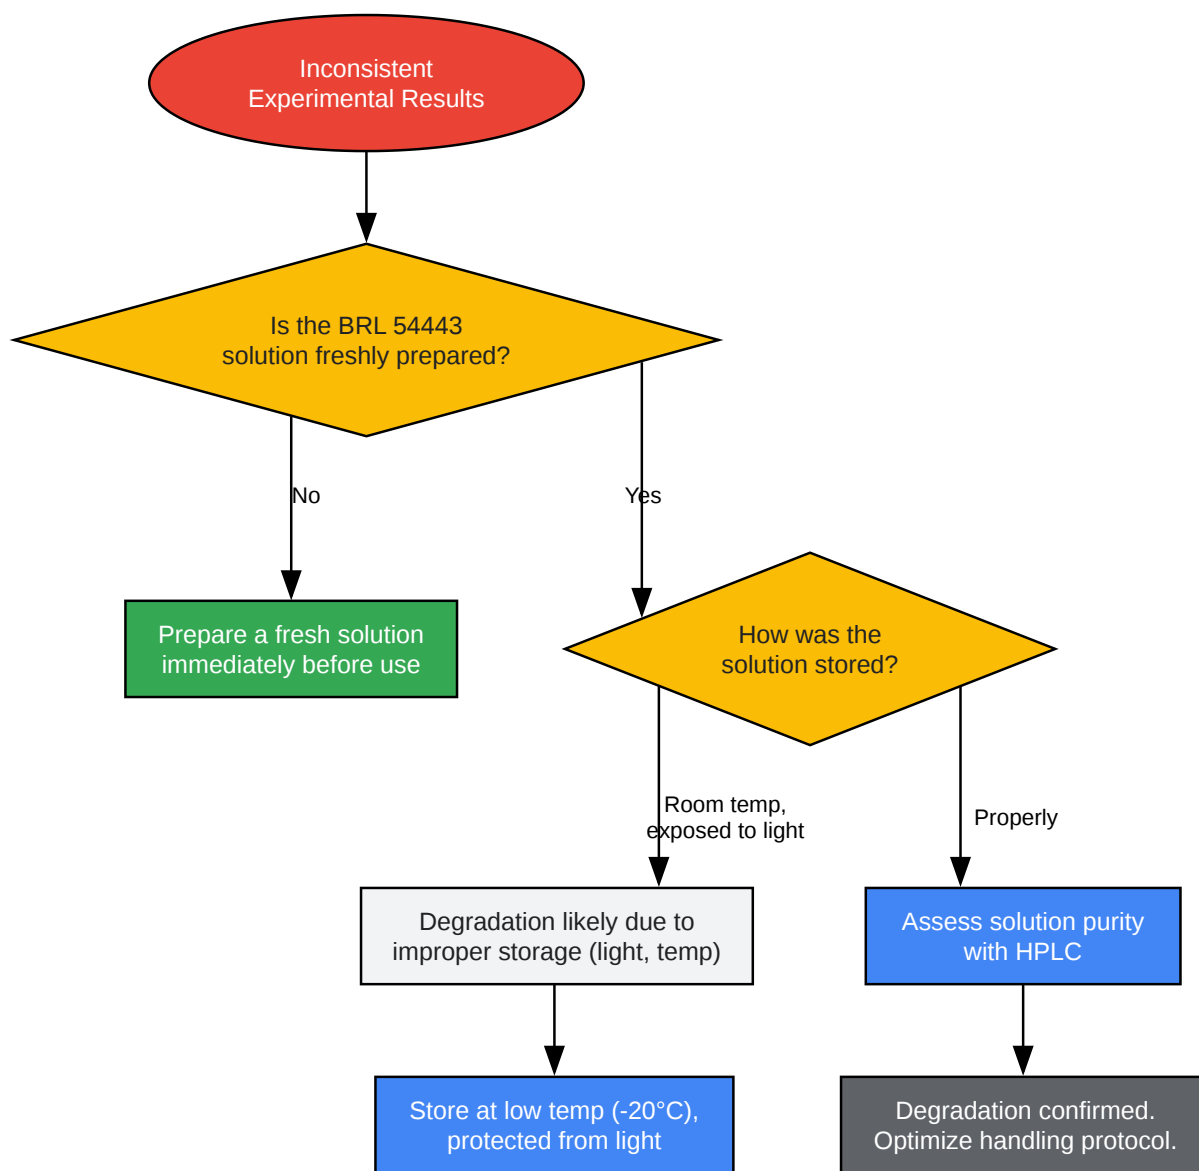 Inconsistent
Experimental Results
Is the BRL 54443
solution freshly prepared?
No
Yes
Prepare a fresh solution
immediately before use
How was the
solution stored?
Room temp,
exposed to light
Properly
Degradation likely due to
improper storage (light, temp)
Assess solution purity
with HPLC
Store at low temp (-20°C),
protected from light
Degradation confirmed.
Optimize handling protocol.